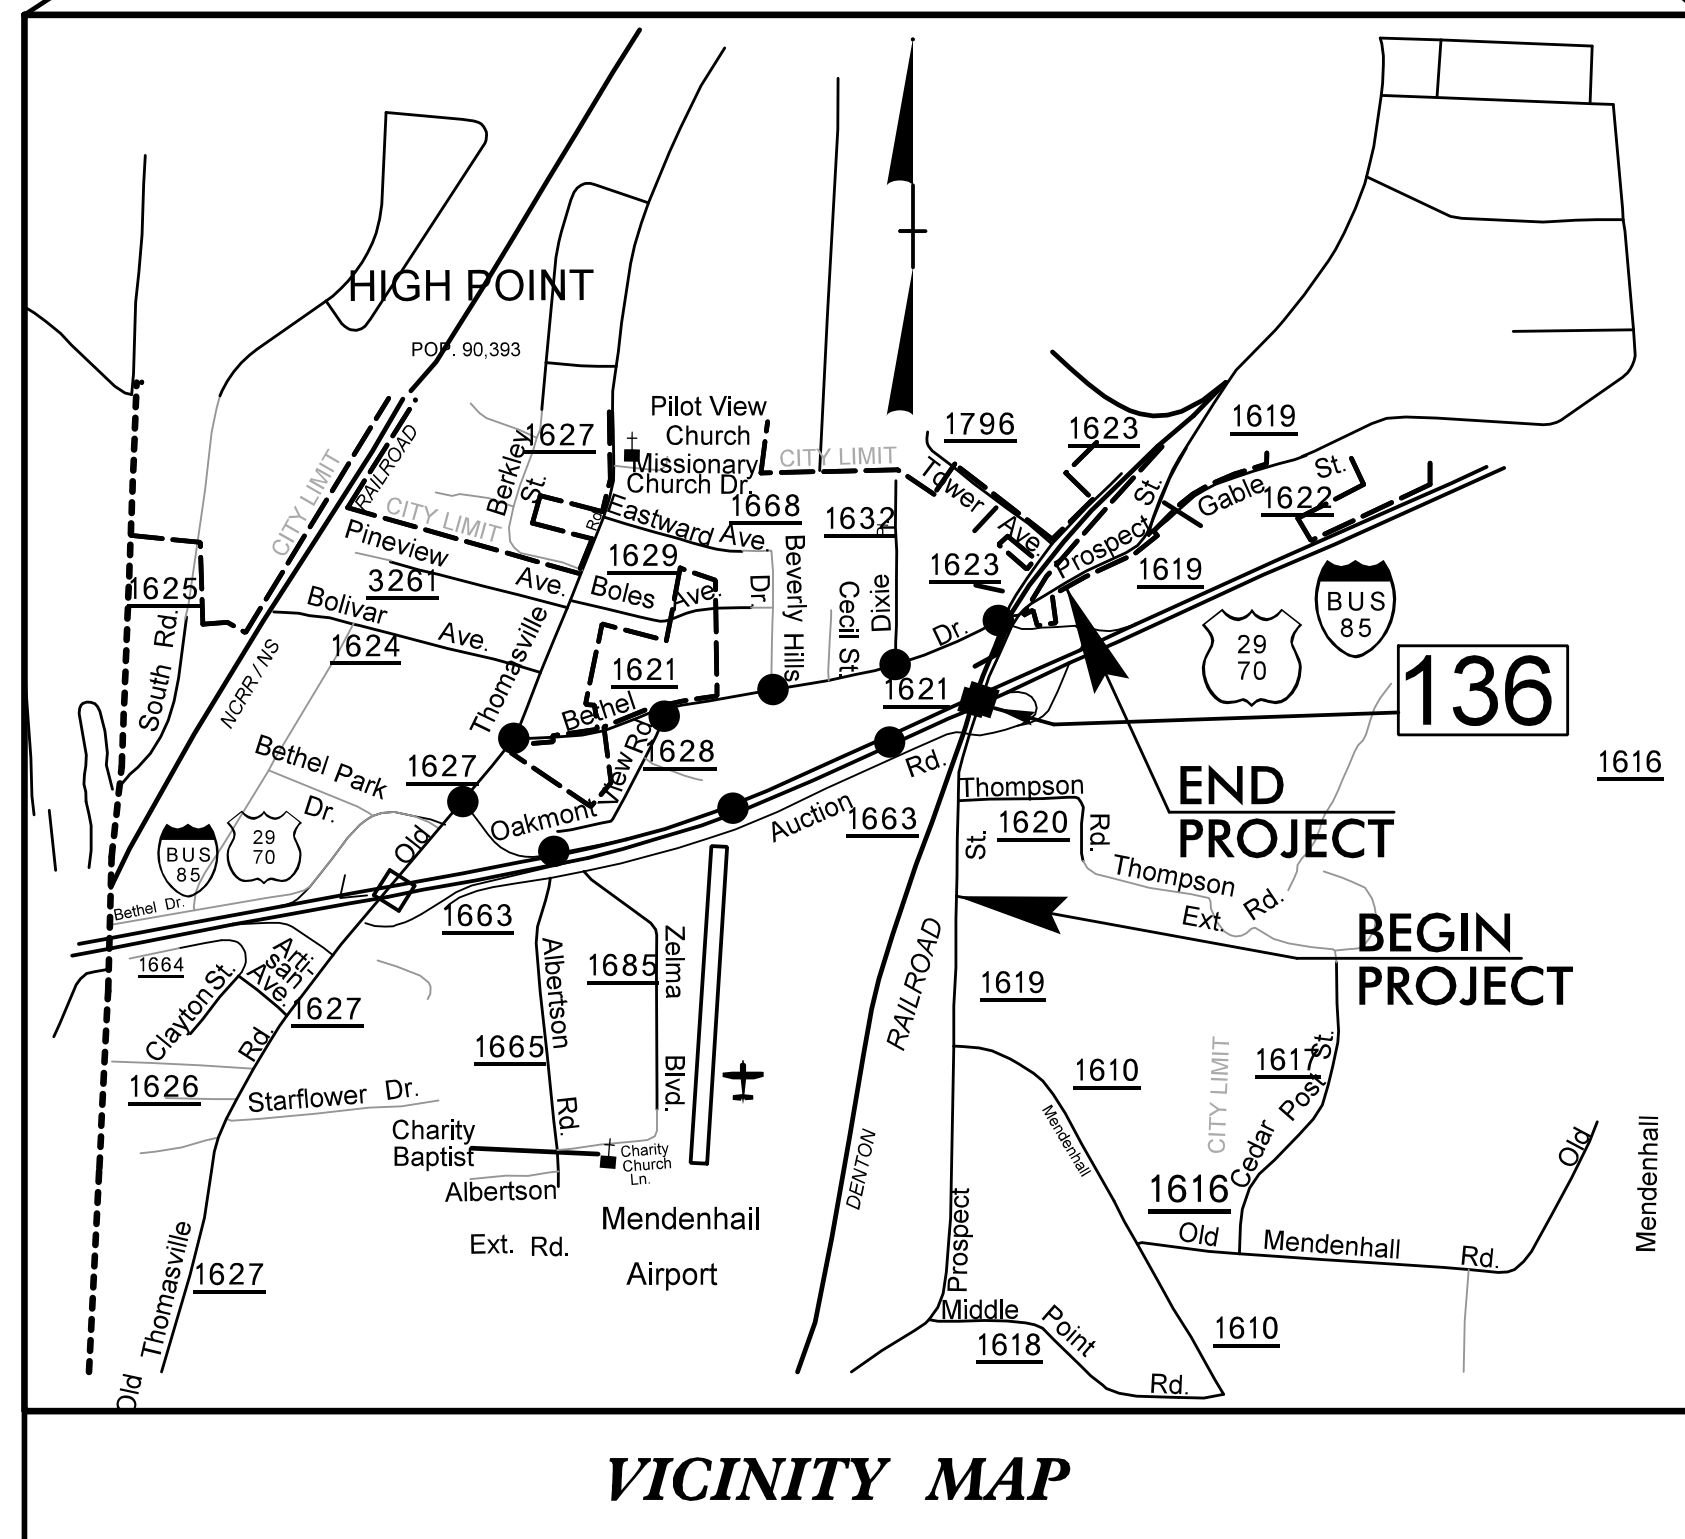 HIGH POINT
POP. 90,393
Pilot View
Church
Missionary
Church Dr.
1627
1796
1623
1619
CITY LIMIT
CITY LIMIT
CITY LIMIT
RAILROAD
Berkley
St.
Rd.
Tower
Ave.
St.
Gable
St.
1622
Eastward Ave.
1668
1632
Pineview
Ave.
3261
1629
Boles Ave.
Dr.
Beverly Hills
Cecil St.
Dixie
1623
Prospect
1619
1625
South Rd.
Bolivar
Ave.
1624
NCRR / NS
Thomasville
1621
Bethel
Dr.
1621
29
70
BUS
85
136
Bethel Park
Dr.
1627
View Rd.
1628
Oakmont
Rd.
Auction
1663
Thompson
Rd.
St.
1620
END
PROJECT
1616
BUS
85
29
70
Old
Bethel Dr.
1663
Thompson
Ext. Rd.
BEGIN
PROJECT
1664
Clayton St.
Arti-
san
Ave.
1627
Rd.
Albertson
Rd.
1685
Zelma
Blvd.
1665
RAILROAD
1619
1626
Starflower Dr.
Charity
Baptist
Charity
Church
Ln.
Albertson
Ext. Rd.
Mendenhail
Airport
DENTON
1610
Mendenhall
CITY LIMIT
1617
Cedar Post St.
1616
Old Mendenhall Rd.
Old
Mendenhall
Prospect
Middle Point
Rd.
1618
1610
1627
Old Thomasville
VICINITY MAP